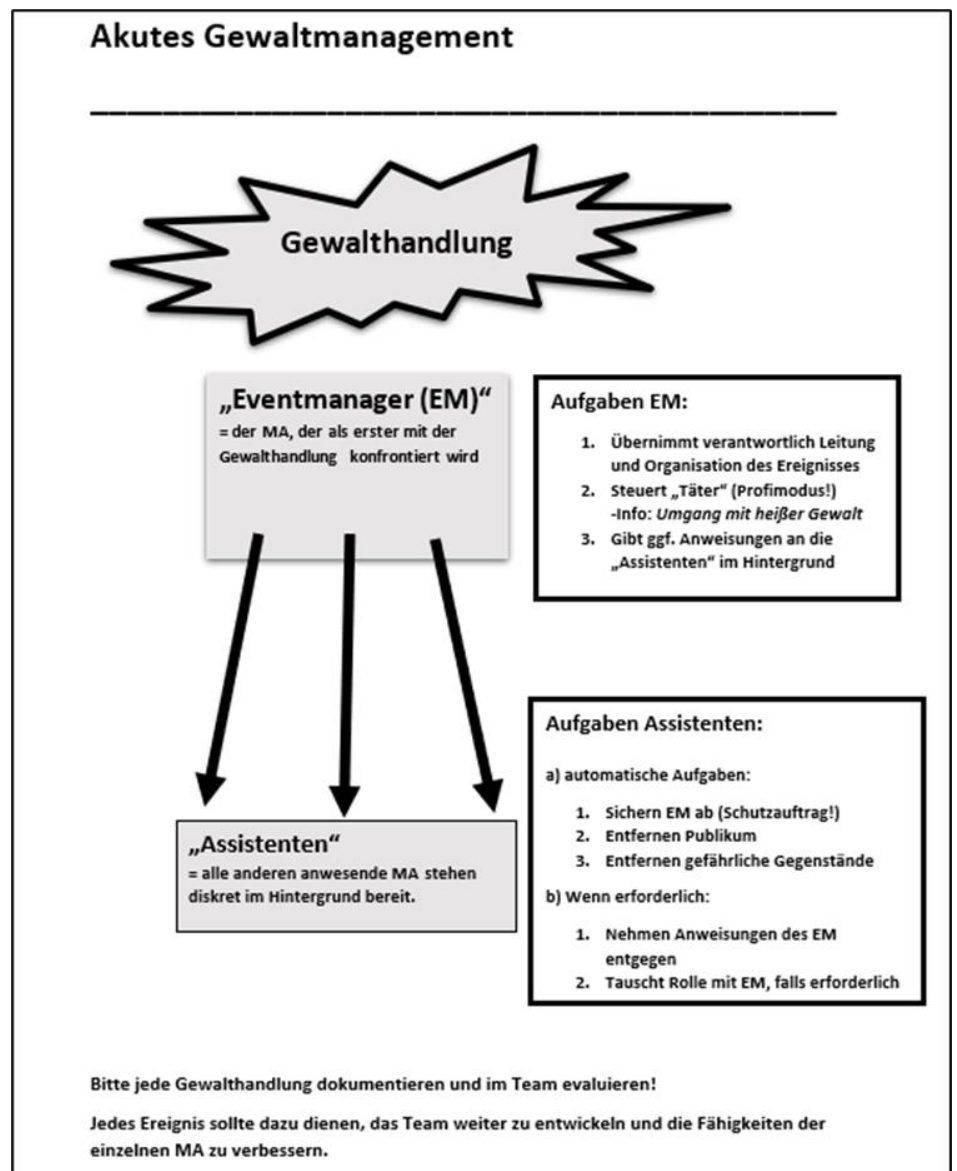 Akutes Gewaltmanagement
Gewalthandlung
„Eventmanager (EM)“
= der MA, der als erster mit der
Gewalthandlung konfrontiert wird
Aufgaben EM:
1. Übernimmt verantwortlich Leitung
und Organisation des Ereignisses
2. Steuert „Täter“ (Profimodus!)
-Info: Umgang mit heißer Gewalt
3. Gibt ggf. Anweisungen an die
„Assistenten“ im Hintergrund
„Assistenten“
= alle anderen anwesende MA stehen
diskret im Hintergrund bereit.
Aufgaben Assistenten:
a) automatische Aufgaben:
1. Sichern EM ab (Schutzauftrag!)
2. Entfernen Publikum
3. Entfernen gefährliche Gegenstände
b) Wenn erforderlich:
1. Nehmen Anweisungen des EM
entgegen
2. Tauscht Rolle mit EM, falls erforderlich
Bitte jede Gewalthandlung dokumentieren und im Team evaluieren!
Jedes Ereignis sollte dazu dienen, das Team weiter zu entwickeln und die Fähigkeiten der
einzelnen MA zu verbessern.